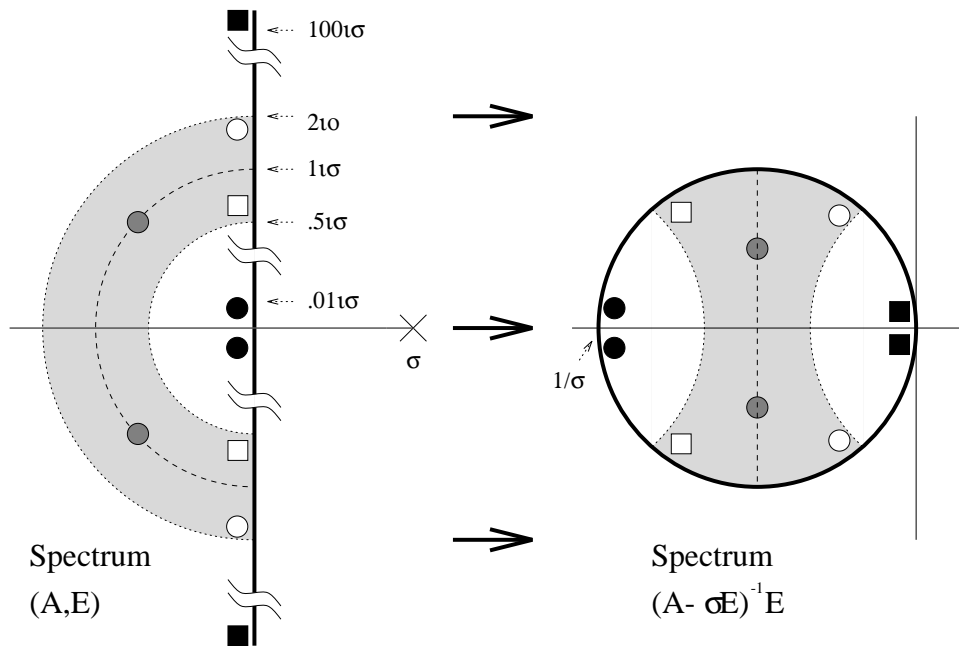 100ισ
2ιο
1ισ
.5ισ
.01ισ
σ
1/σ
Spectrum
(A,E)
Spectrum
(A- σE)⁻¹E